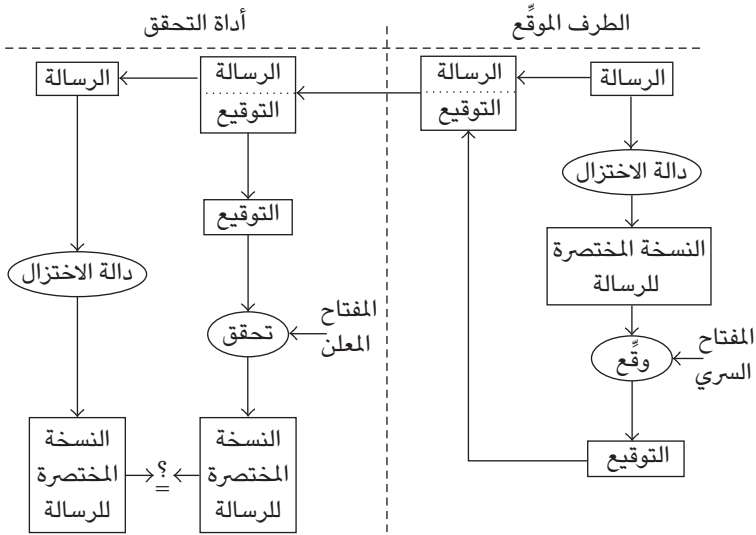 الطرف الموقِّع
أداة التحقق
الرسالة
الرسالة
التوقيع
الرسالة
التوقيع
الرسالة
دالة الاختزال
التوقيع
النسخة المختصرة
للرسالة
دالة الاختزال
المفتاح
السري
وقِّع
المفتاح
المعلن
تحقق
التوقيع
النسخة
المختصرة
للرسالة
؟
=
النسخة
المختصرة
للرسالة